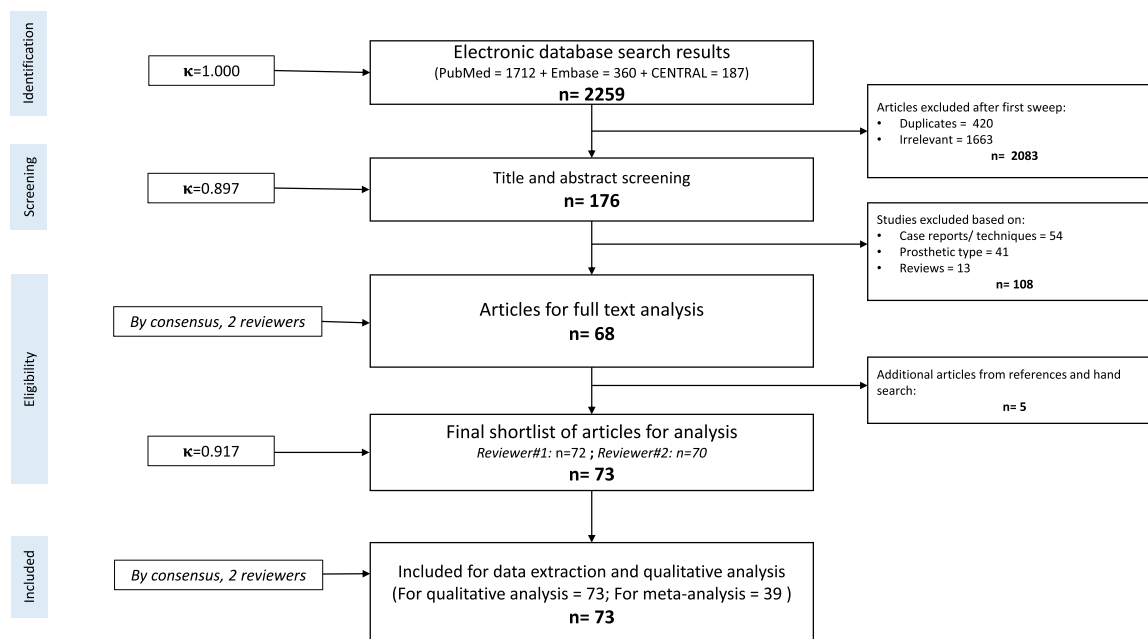 Identification
κ=1.000
Electronic database search results
(PubMed = 1712 + Embase = 360 + CENTRAL = 187)
n= 2259
Articles excluded after first sweep:
• Duplicates = 420
• Irrelevant = 1663
n= 2083
Screening
κ=0.897
Title and abstract screening
n= 176
Studies excluded based on:
• Case reports/ techniques = 54
• Prosthetic type = 41
• Reviews = 13
n= 108
Eligibility
By consensus, 2 reviewers
Articles for full text analysis
n= 68
Additional articles from references and hand
search:
n= 5
κ=0.917
Final shortlist of articles for analysis
Reviewer#1: n=72 ; Reviewer#2: n=70
n= 73
Included
By consensus, 2 reviewers
Included for data extraction and qualitative analysis
(For qualitative analysis = 73; For meta-analysis = 39 )
n= 73